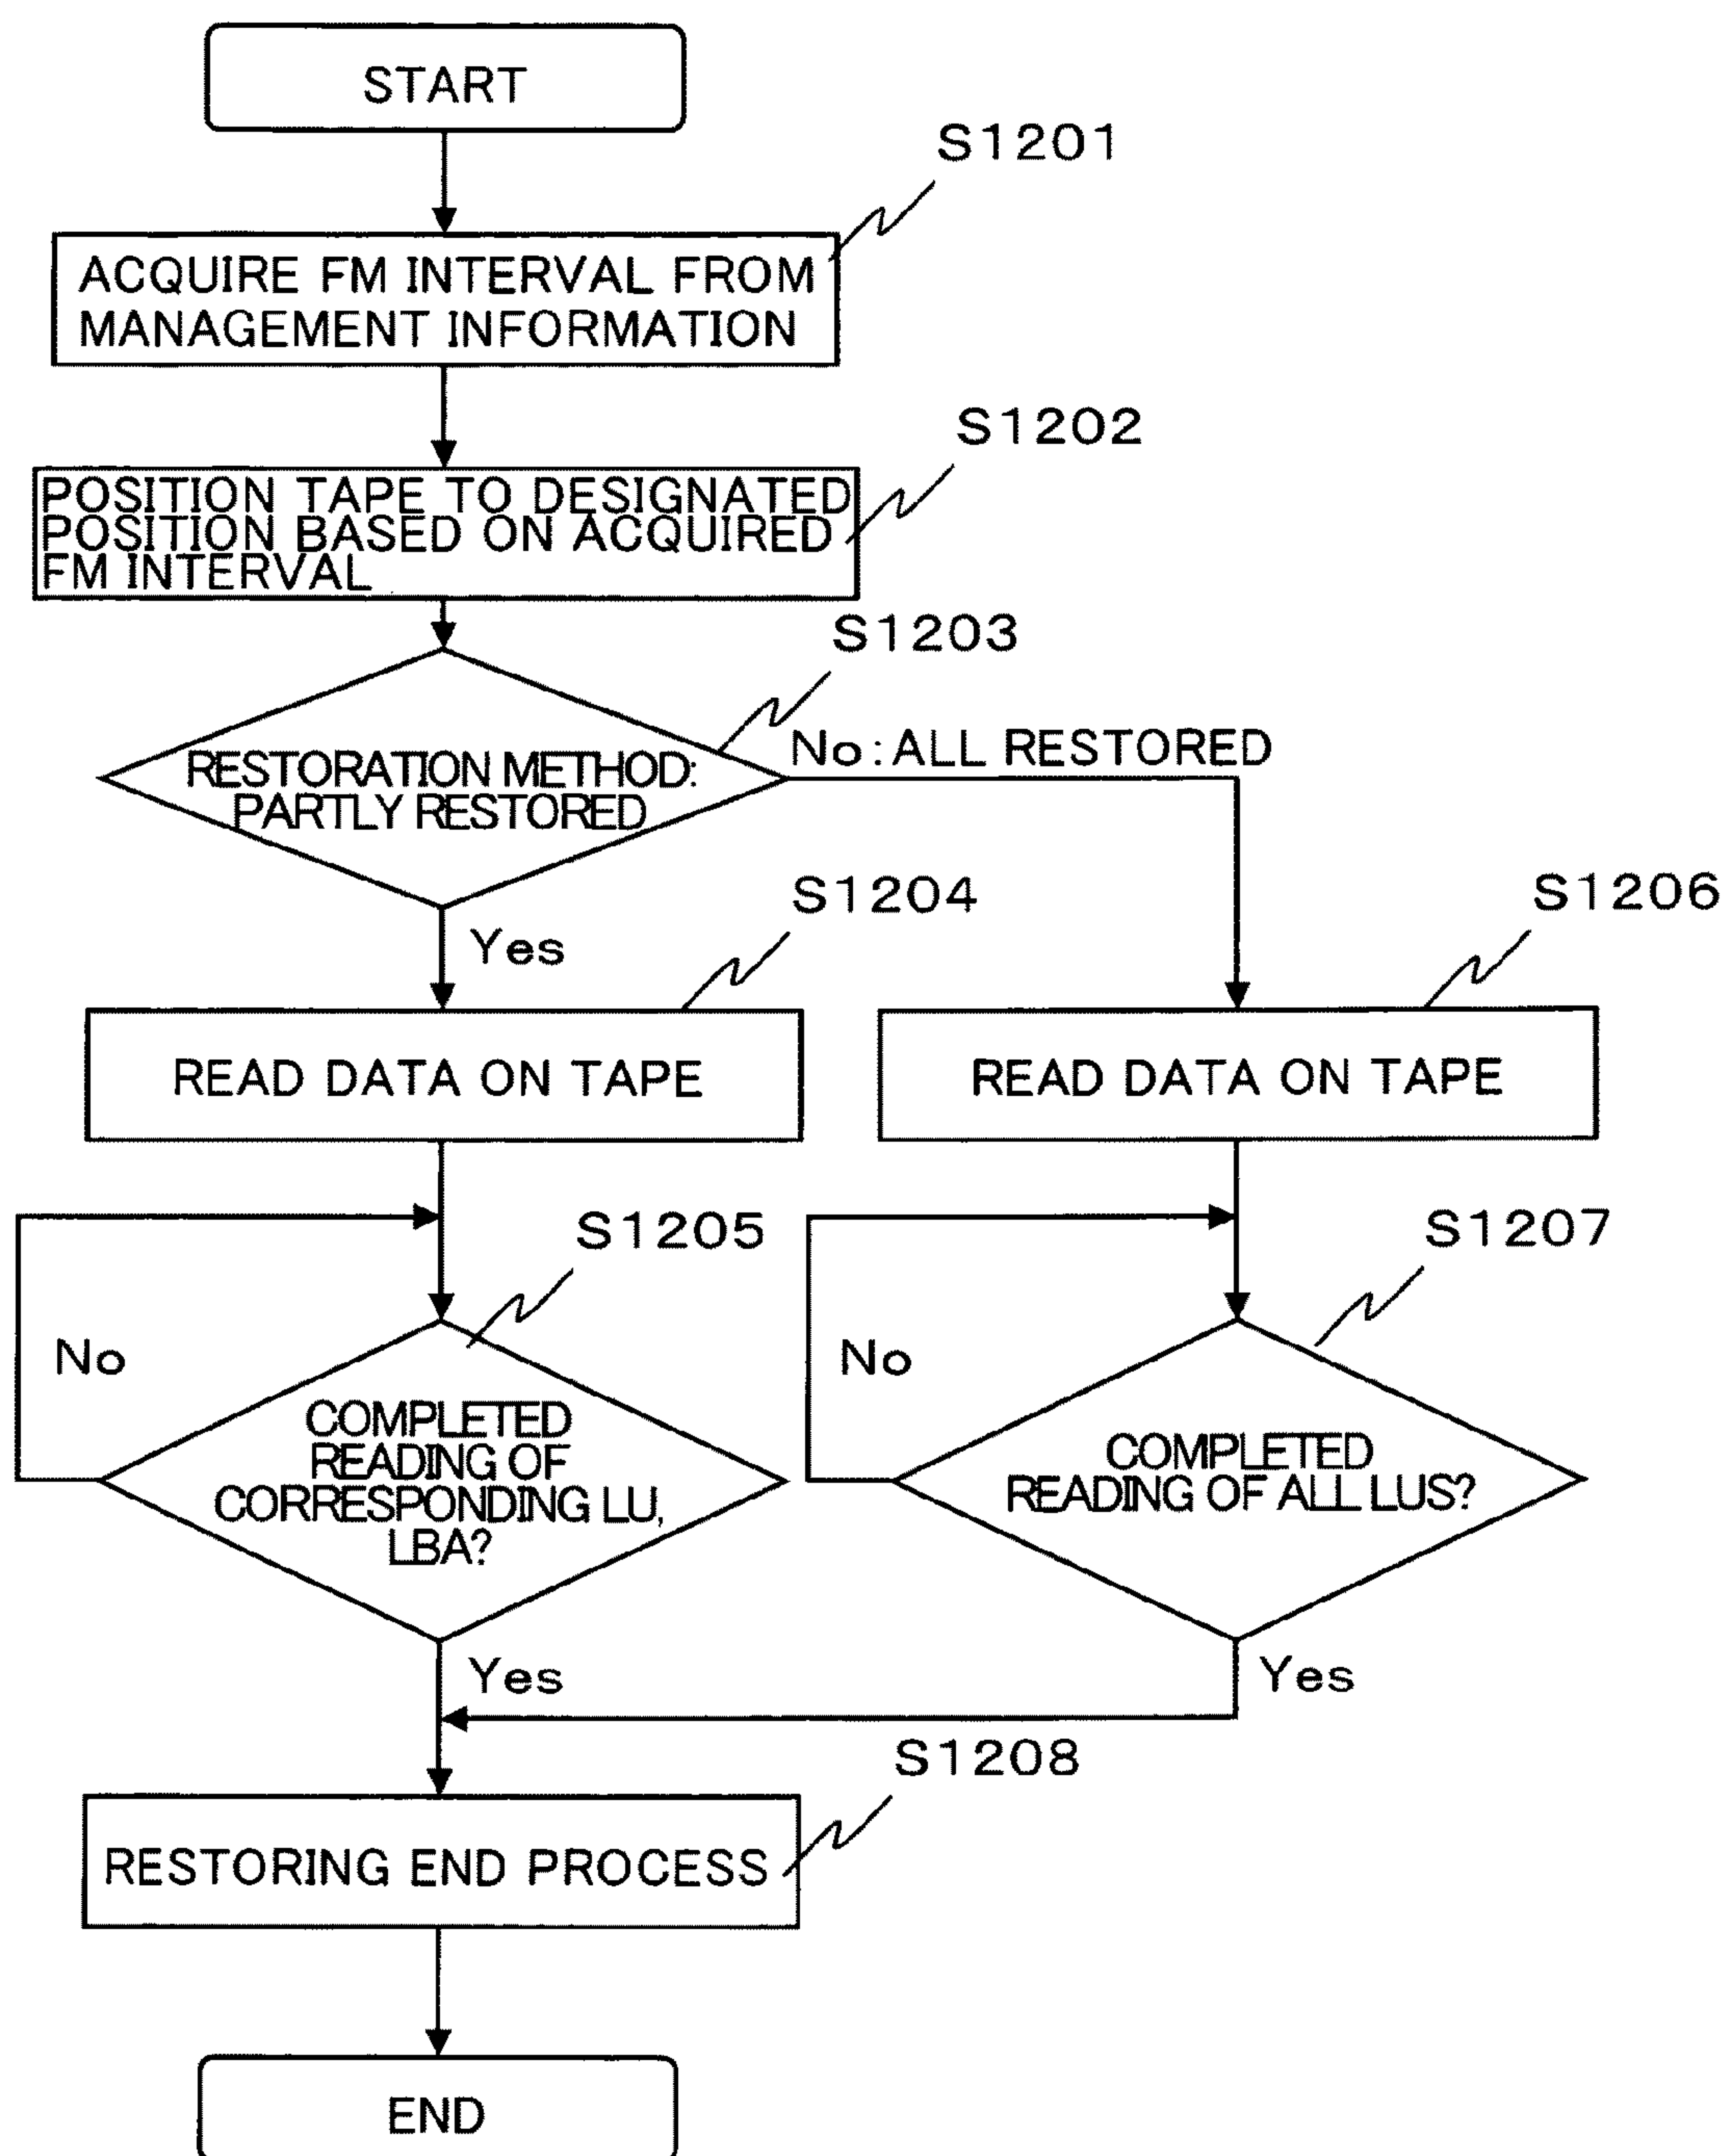 START
S1201
ACQUIRE FM INTERVAL FROM
MANAGEMENT INFORMATION
S1202
POSITION TAPE TO DESIGNATED
POSITION BASED ON ACQUIRED
FM INTERVAL
S1203
No:ALL RESTORED
RESTORATION METHOD:
PARTLY RESTORED
S1204
S1206
Yes
READ DATA ON TAPE
READ DATA ON TAPE
S1205
S1207
No
No
COMPLETED
READING OF
CORRESPONDING LU,
LBA?
COMPLETED
READING OF ALL LUS?
Yes
Yes
S1208
RESTORING END PROCESS
END